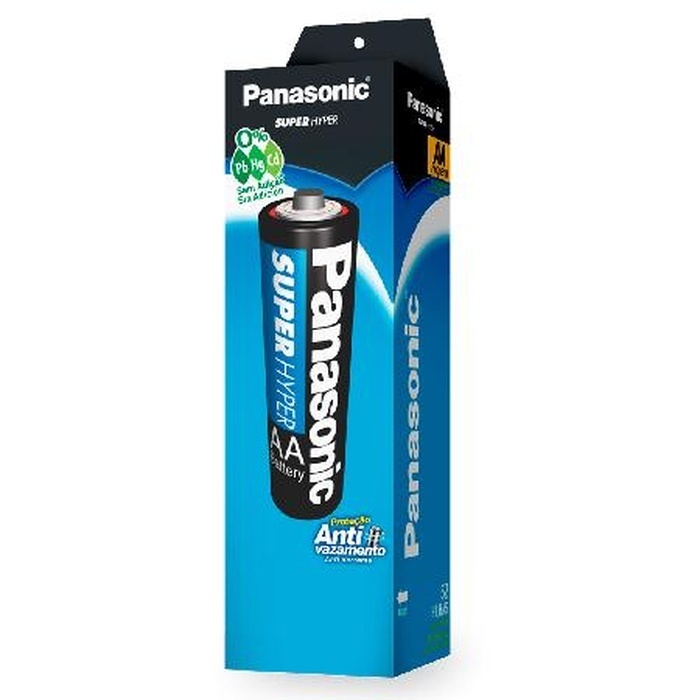 Panasonic
SUPER HYPER
0%
Pb Hg Cd
Sem Adição
Sin Adición
Panasonic
SUPER HYPER
AA
Battery
Proteção
Anti
vazamento
Panasonic
AA
Panasonic
52